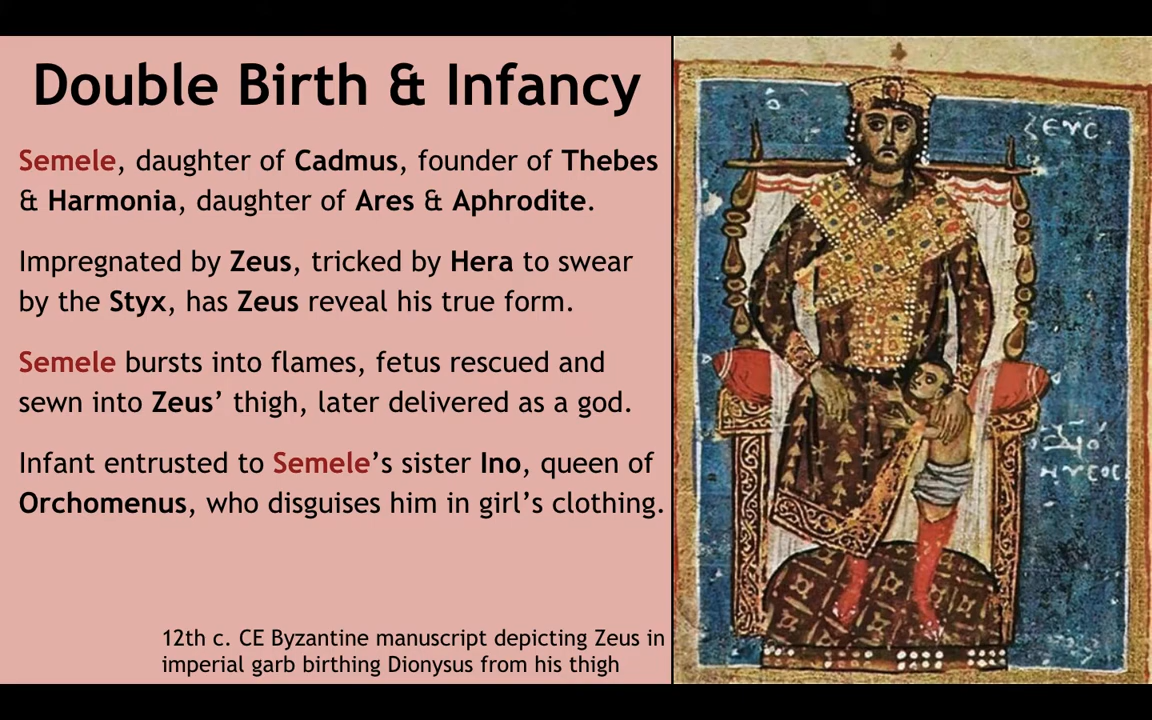 Double Birth & Infancy
Semele, daughter of Cadmus, founder of Thebes
& Harmonia, daughter of Ares & Aphrodite.
Impregnated by Zeus, tricked by Hera to swear
by the Styx, has Zeus reveal his true form.
Semele bursts into flames, fetus rescued and
sewn into Zeus’ thigh, later delivered as a god.
Infant entrusted to Semele’s sister Ino, queen of
Orchomenus, who disguises him in girl’s clothing.
12th c. CE Byzantine manuscript depicting Zeus in
imperial garb birthing Dionysus from his thigh
ζευς